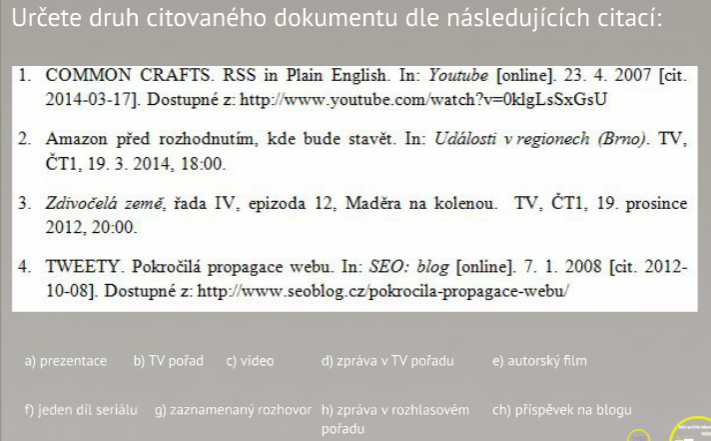 Určete druh citovaného dokumentu dle následujících citací:
1. COMMON CRAFTS. RSS in Plain English. In: Youtube [online]. 23. 4. 2007 [cit.
2014-03-17]. Dostupné z: http://www.youtube.com/watch?v=0klgLsSxGsU
2. Amazon před rozhodnutím, kde bude stavět. In: Události v regionech (Brno). TV,
ČT1, 19. 3. 2014, 18:00.
3. Zdivočelá země, řada IV, epizoda 12, Maděra na kolenou. TV, ČT1, 19. prosince
2012, 20:00.
4. TWEETY. Pokročilá propagace webu. In: SEO: blog [online]. 7. 1. 2008 [cit. 2012-
10-08]. Dostupné z: http://www.seoblog.cz/pokrocila-propagace-webu/
a) prezentace b) TV pořad c) video d) zpráva v TV pořadu e) autorský film
f) jeden díl seriálu g) zaznamenaný rozhovor h) zpráva v rozhlasovém ch) příspěvek na blogu
pořadu